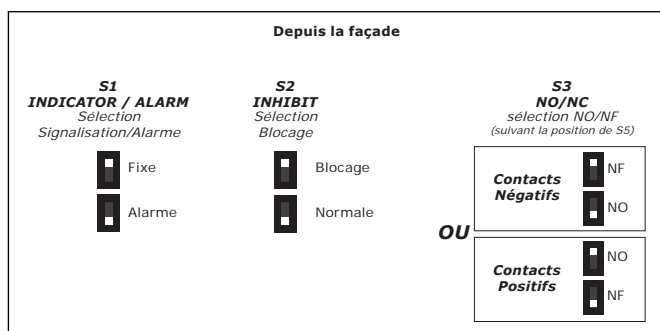 Depuis la façade
S1
INDICATOR / ALARM
Sélection
Signalisation/Alarme
Fixe
Alarme
S2
INHIBIT
Sélection
Blocage
Blocage
Normale
S3
NO/NC
sélection NO/NF
(suivant la position de S5)
Contacts
Négatifs
NF
NO
OU
Contacts
Positifs
NO
NF